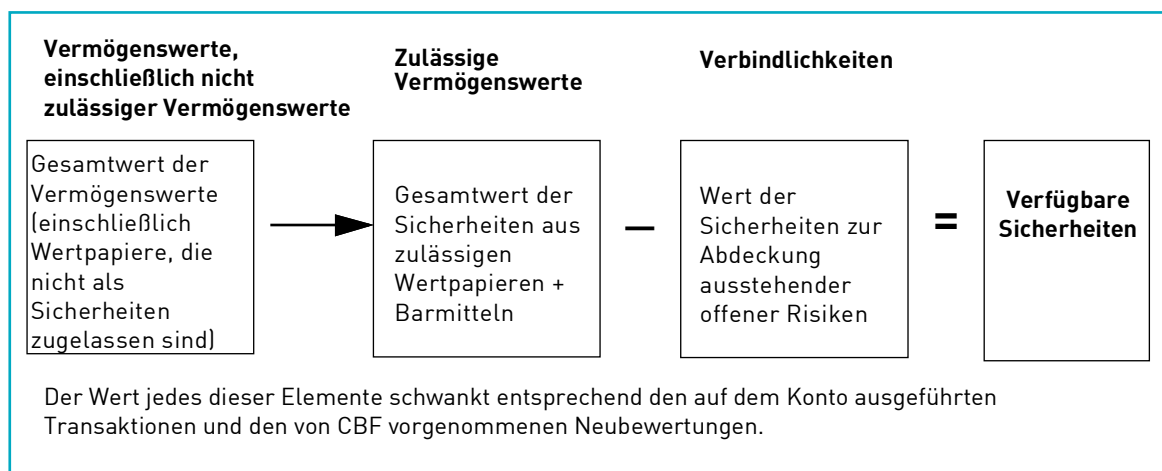 Vermögenswerte,
einschließlich nicht
zulässiger Vermögenswerte
Zulässige
Vermögenswerte
Verbindlichkeiten
Gesamtwert der
Vermögenswerte
(einschließlich
Wertpapiere, die
nicht als
Sicherheiten
zugelassen sind)
Gesamtwert der
Sicherheiten aus
zulässigen
Wertpapieren +
Barmitteln
–
Wert der
Sicherheiten zur
Abdeckung
ausstehender
offener Risiken
=
Verfügbare
Sicherheiten
Der Wert jedes dieser Elemente schwankt entsprechend den auf dem Konto ausgeführten
Transaktionen und den von CBF vorgenommenen Neubewertungen.